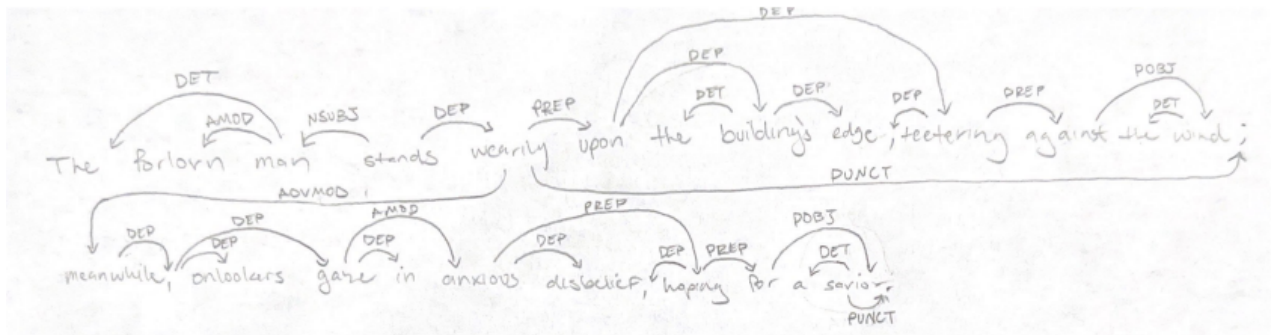 DEP
DET DEP POBJ
AMOD NSUBJ DEP PREP DET DEP DEP PREP DET
The forlorn man stands wearily upon the building's edge, teetering against the wind;
ADVMOD PUNCT
DEP DEP DEP AMOD DEP PREP DEP DEP PREP POBJ DET
meanwhile, onlookers gaze in anxious disbelief, hoping for a savior.
PUNCT